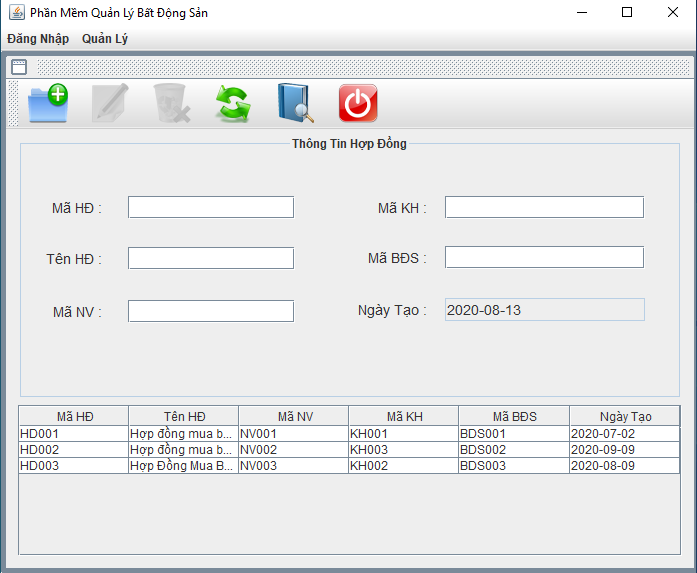 Phần Mềm Quản Lý Bất Động Sản
Đăng Nhập Quản Lý
Thông Tin Hợp Đồng
Mã HĐ : Mã KH :
Tên HĐ : Mã BĐS :
Mã NV : Ngày Tạo : 2020-08-13
Mã HĐ Tên HĐ Mã NV Mã KH Mã BĐS Ngày Tạo
HD001 Hợp đồng mua b... NV001 KH001 BDS001 2020-07-02
HD002 Hợp đồng mua b... NV002 KH003 BDS002 2020-09-09
HD003 Hợp Đồng Mua B... NV003 KH002 BDS003 2020-08-09